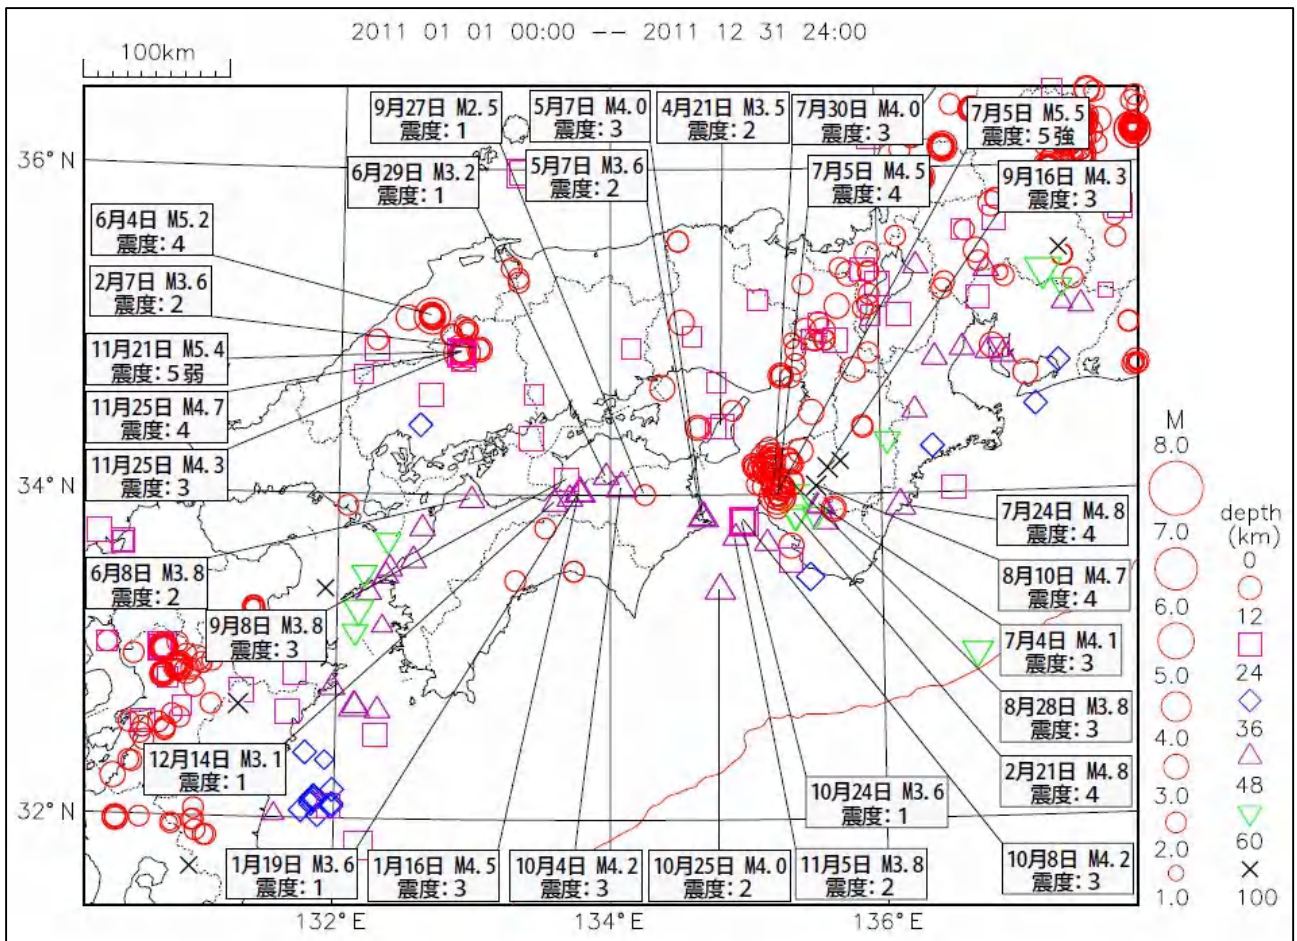 2011 01 01 00:00 -- 2011 12 31 24:00
100km
9月27日 M2.5
震度:1
5月7日 M4.0
震度:3
4月21日 M3.5
震度:2
7月30日 M4.0
震度:3
7月5日 M5.5
震度:5強
36°N
6月29日 M3.2
震度:1
5月7日 M3.6
震度:2
7月5日 M4.5
震度:4
9月16日 M4.3
震度:3
6月4日 M5.2
震度:4
2月7日 M3.6
震度:2
11月21日 M5.4
震度:5弱
11月25日 M4.7
震度:4
11月25日 M4.3
震度:3
34°N
6月8日 M3.8
震度:2
9月8日 M3.8
震度:3
12月14日 M3.1
震度:1
7月24日 M4.8
震度:4
8月10日 M4.7
震度:4
7月4日 M4.1
震度:3
8月28日 M3.8
震度:3
2月21日 M4.8
震度:4
10月24日 M3.6
震度:1
32°N
1月19日 M3.6
震度:1
1月16日 M4.5
震度:3
10月4日 M4.2
震度:3
10月25日 M4.0
震度:2
11月5日 M3.8
震度:2
10月8日 M4.2
震度:3
132°E
134°E
136°E
M
8.0
7.0
6.0
5.0
4.0
3.0
2.0
1.0
depth
(km)
0
12
24
36
48
60
100